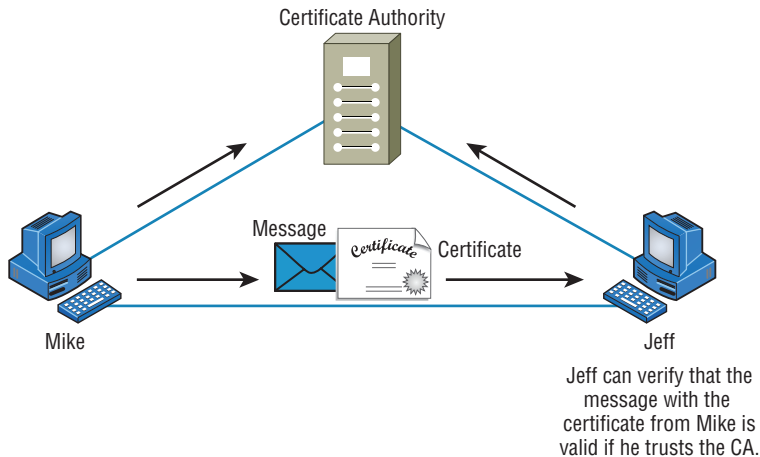 Certificate Authority
Message
Certificate
Certificate
Mike
Jeff
Jeff can verify that the
message with the
certificate from Mike is
valid if he trusts the CA.